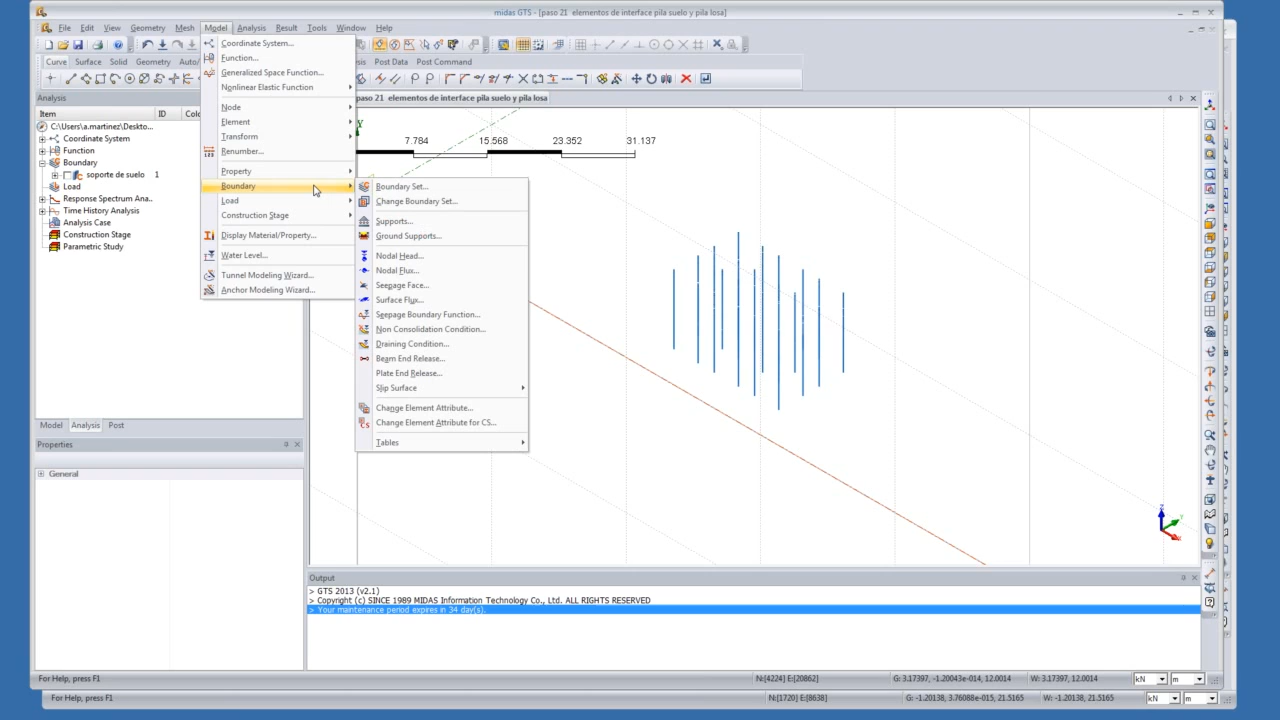 midas GTS - [paso 21 elementos de interface pila suelo y pila losa]
File Edit View Geometry Mesh Model Analysis Result Tools Window Help
Curve Surface Solid Geometry Auto/
Post Data Post Command
Analysis
paso 21 elementos de interface pila suelo y pila losa
Item ID
C:\Users\a.martinez\Deskto...
Coordinate System
Function
Boundary
soporte de suelo 1
Load
Response Spectrum Ana...
Time History Analysis
Analysis Case
Construction Stage
Parametric Study
Model Analysis Post
Properties
General
Coordinate System...
Function...
Generalized Space Function...
Nonlinear Elastic Function
Node
Element
Transform
Renumber...
Property
Boundary
Load
Construction Stage
Display Material/Property...
Water Level...
Tunnel Modeling Wizard...
Anchor Modeling Wizard...
Boundary Set...
Change Boundary Set...
Supports...
Ground Supports...
Nodal Head...
Nodal Flux...
Seepage Face...
Surface Flux...
Seepage Boundary Function...
Non Consolidation Condition...
Draining Condition...
Beam End Release...
Plate End Release...
Slip Surface
Change Element Attribute...
Change Element Attribute for CS...
Tables
Y
7.784 15.568 23.352 31.137
Output
> GTS 2013 (v2.1)
> Copyright (c) SINCE 1989 MIDAS Information Technology Co., Ltd. ALL RIGHTS RESERVED
> Your maintenance period expires in 34 day(s).
For Help, press F1 N:[4224] E:[20862] G: 3.17397, -1.20043e-014, 12.0014 W: 3.17397, 12.0014 kN m
For Help, press F1 N:[1720] E:[8638] G: -1.20138, 3.76088e-015, 21.5165 W: -1.20138, 21.5165 kN m